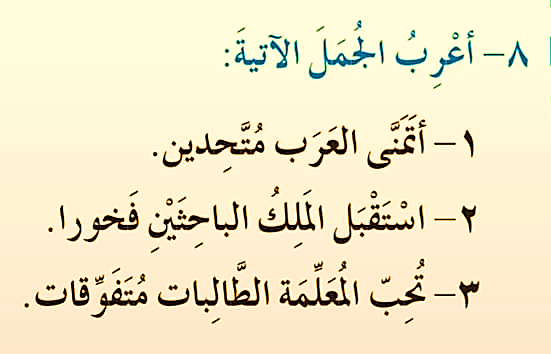 ٨- أعْرِبُ الجُمَلَ الآتيةَ:
١- أتَمَنَّى العَرَب مُتَّحِدين.
٢- اسْتَقْبَل المَلِكُ الباحِثَيْنِ فَخورا.
٣- تُحِبّ المُعَلِّمَة الطَّالِبات مُتَفَوِّقات.